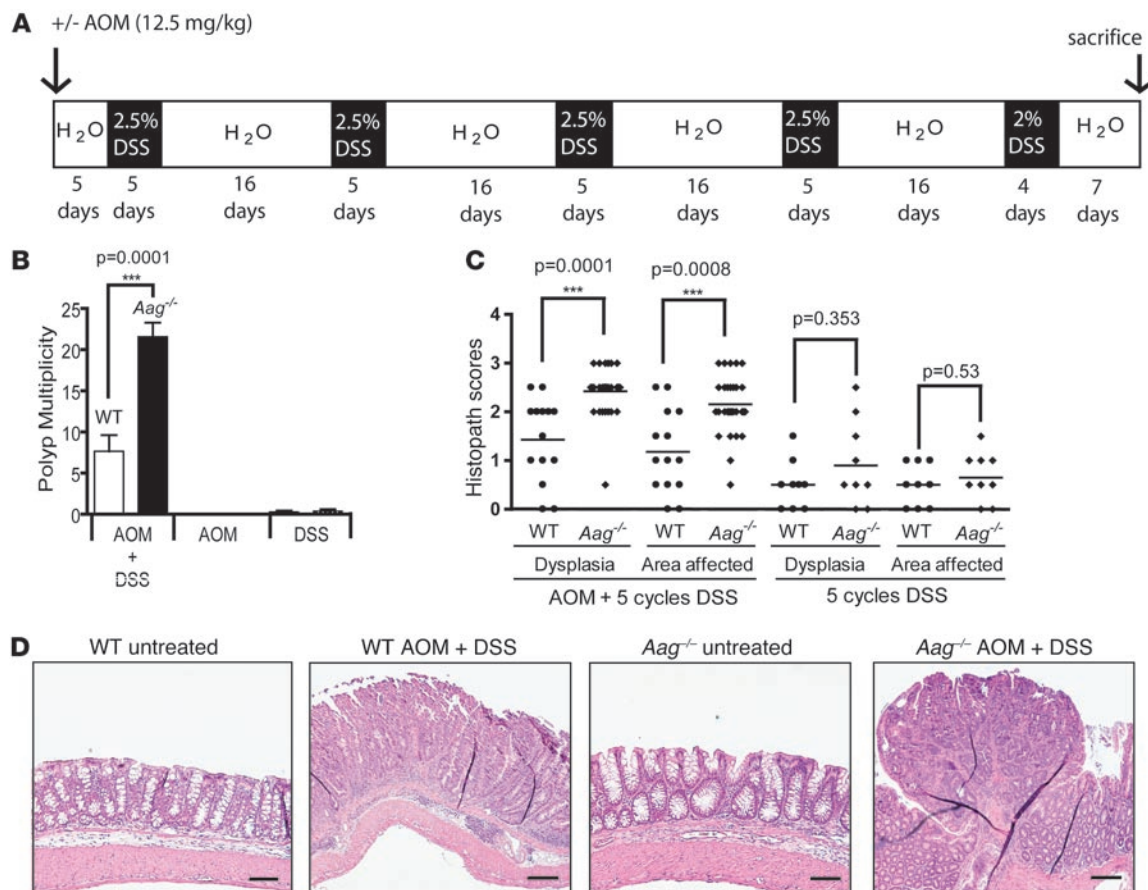 A
+/- AOM (12.5 mg/kg)
sacrifice
H2O
2.5% DSS
H2O
2.5% DSS
H2O
2.5% DSS
H2O
2.5% DSS
H2O
2% DSS
H2O
5 days
5 days
16 days
5 days
16 days
5 days
16 days
5 days
16 days
4 days
7 days
B
p=0.0001
***
Aag-/-
WT
Polyp Multiplicity
25
20
15
10
5
0
AOM + DSS
AOM
DSS
C
p=0.0001
***
p=0.0008
***
p=0.353
p=0.53
Histopath scores
4
3
2
1
0
WT Aag-/- WT Aag-/- WT Aag-/- WT Aag-/-
Dysplasia Area affected Dysplasia Area affected
AOM + 5 cycles DSS 5 cycles DSS
D
WT untreated
WT AOM + DSS
Aag–/– untreated
Aag–/– AOM + DSS